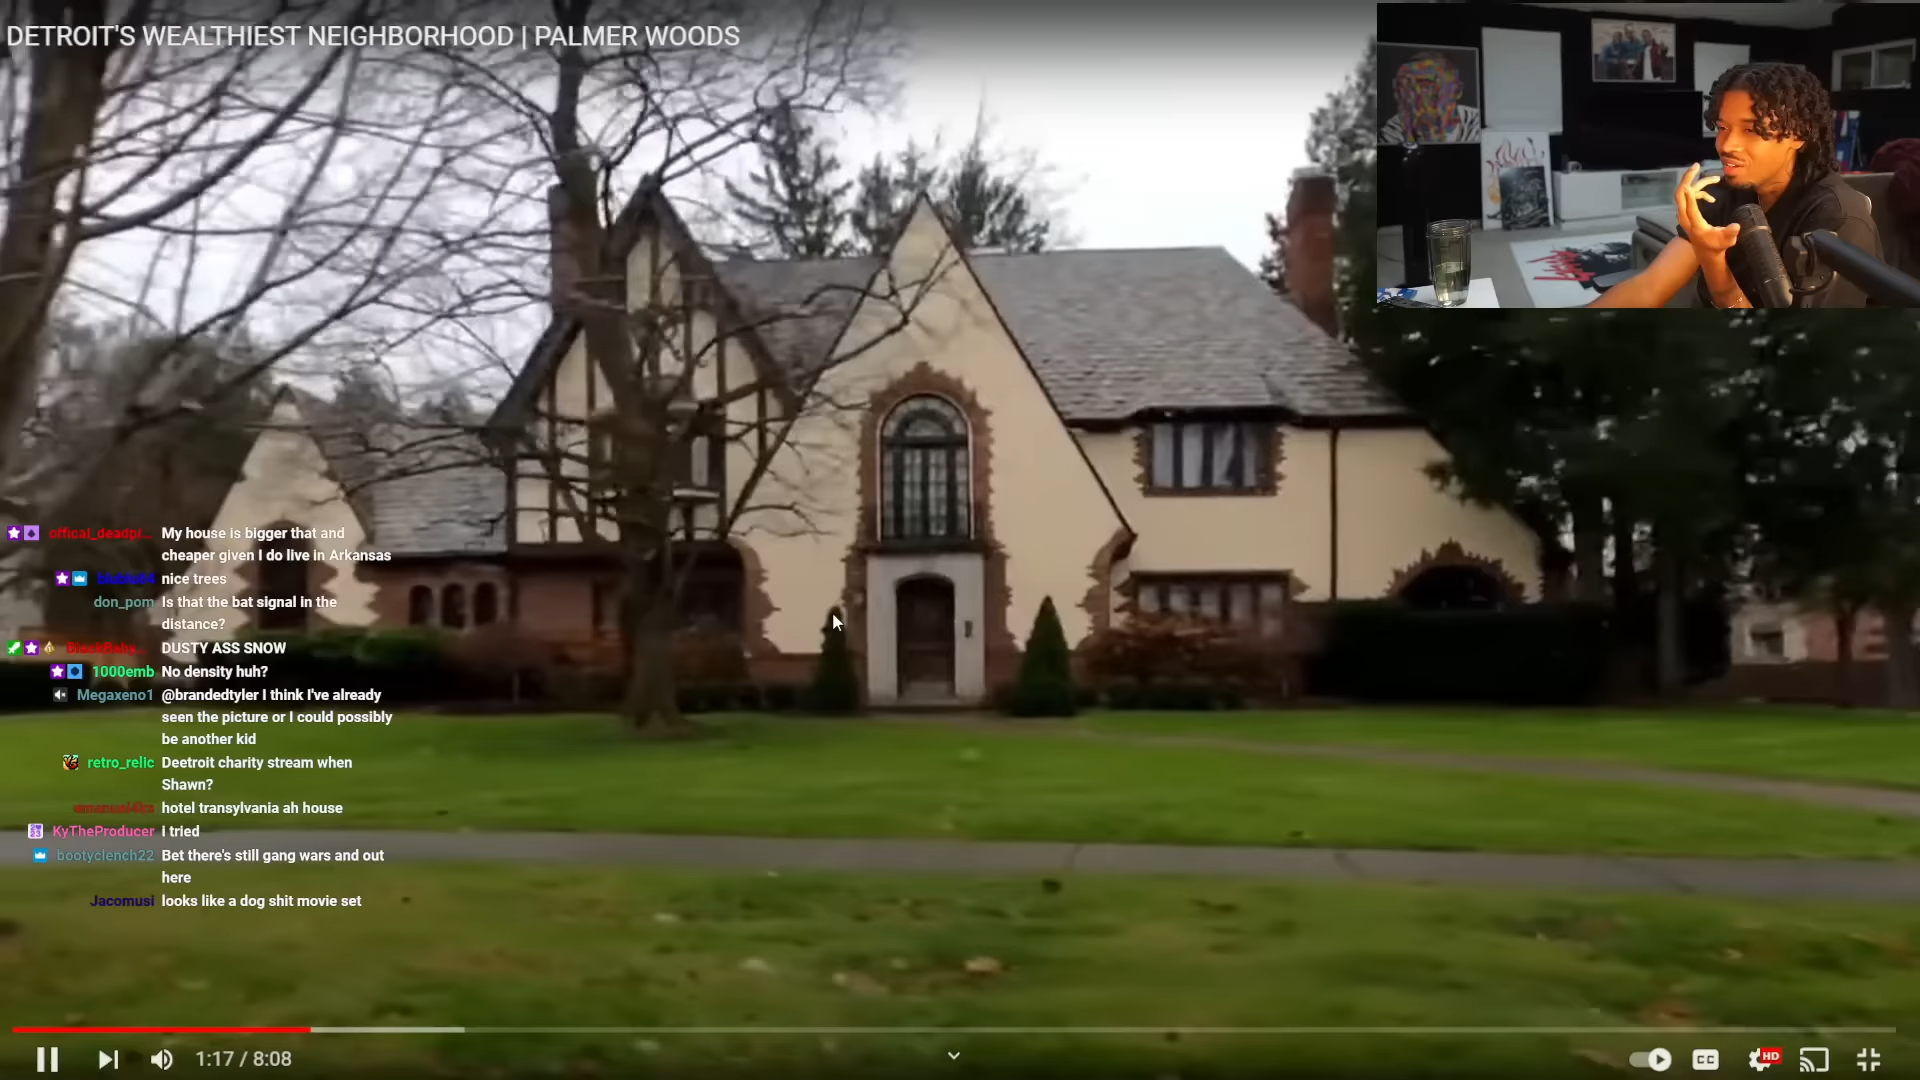 DETROIT'S WEALTHIEST NEIGHBORHOOD | PALMER WOODS
offical_deadpl... My house is bigger that and
cheaper given I do live in Arkansas
nice trees
don_pom Is that the bat signal in the
distance?
BlackBaby... DUSTY ASS SNOW
1000emb No density huh?
Megaxeno1 @brandedtyler I think I've already
seen the picture or I could possibly
be another kid
retro_relic Deetroit charity stream when
Shawn?
hotel transylvania ah house
KyTheProducer i tried
bootyclench22 Bet there's still gang wars and out
here
Jacomusi looks like a dog shit movie set
1:17 / 8:08
CC
HD